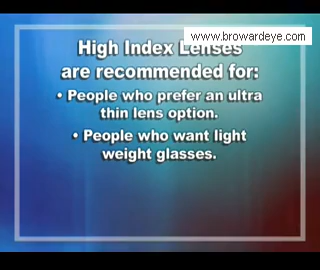 www.browardeye.com
High Index Lenses
are recommended for:
• People who prefer an ultra
thin lens option.
• People who want light
weight glasses.